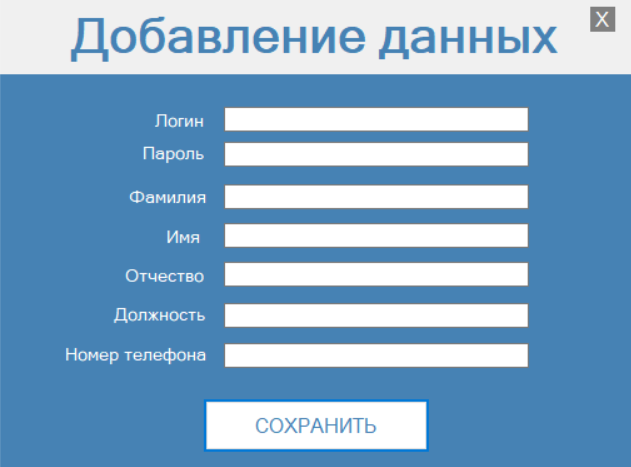 Добавление данных
X
Логин
Пароль
Фамилия
Имя
Отчество
Должность
Номер телефона
СОХРАНИТЬ